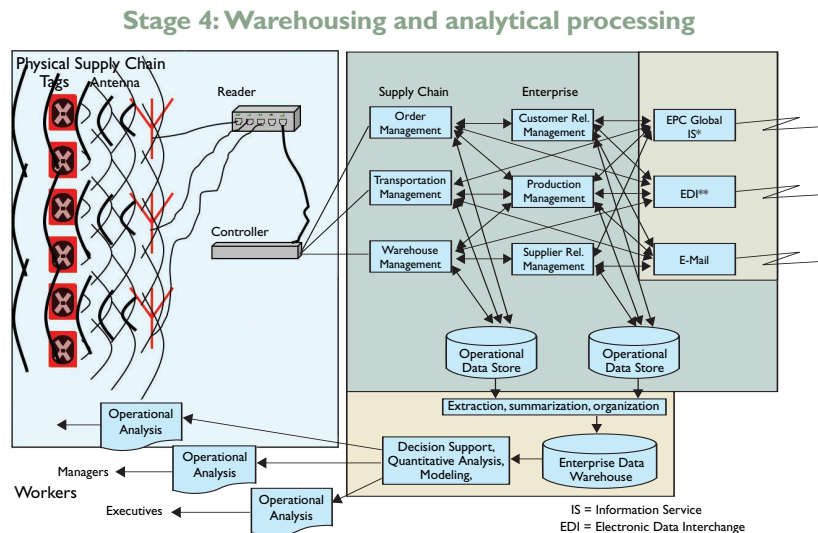 Stage 4: Warehousing and analytical processing
Physical Supply Chain
Tags
Antenna
Reader
Controller
Supply Chain
Enterprise
Order
Management
Customer Rel.
Management
EPC Global
IS*
Transportation
Management
Production
Management
EDI**
Warehouse
Management
Supplier Rel.
Management
E-Mail
Operational
Data Store
Operational
Data Store
Extraction, summarization, organization
Operational
Analysis
Decision Support,
Quantitative Analysis,
Modeling,
Enterprise Data
Warehouse
Managers
Operational
Analysis
Workers
Executives
Operational
Analysis
IS = Information Service
EDI = Electronic Data Interchange